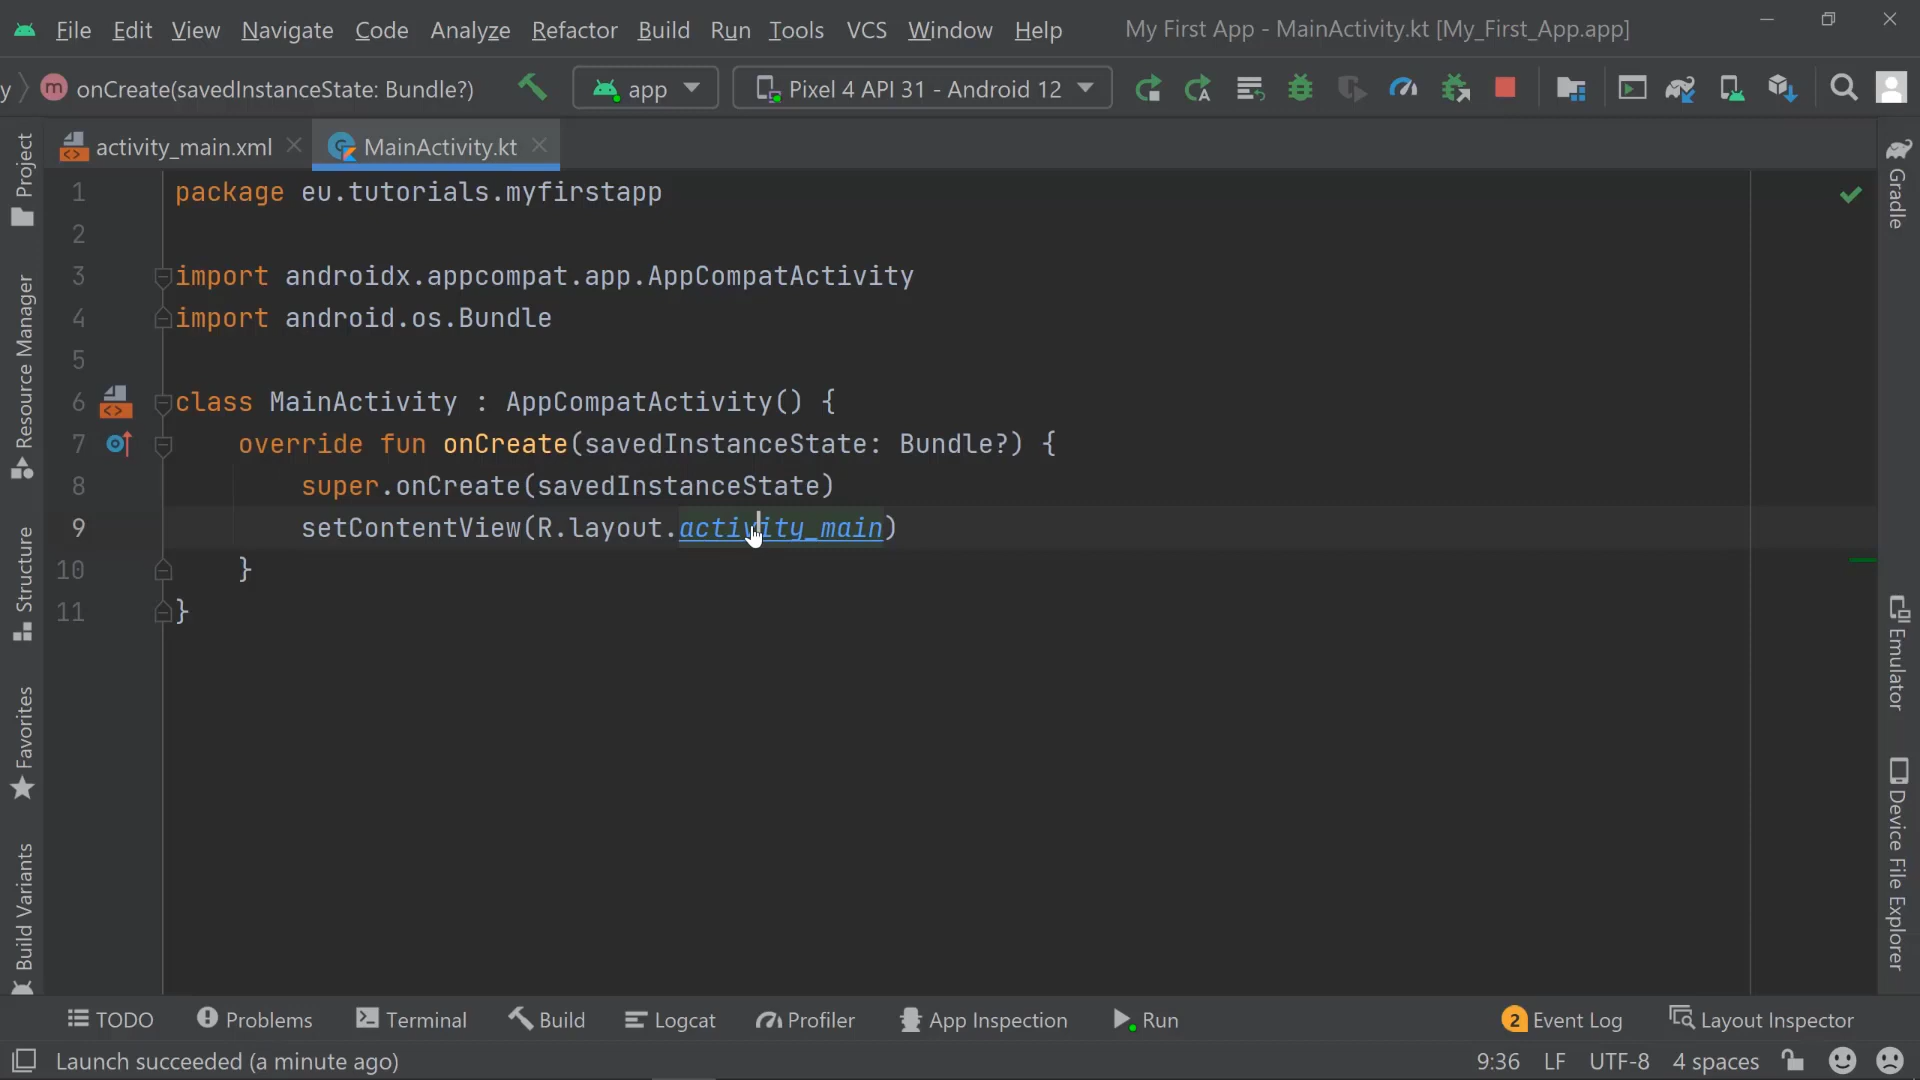 File Edit View Navigate Code Analyze Refactor Build Run Tools VCS Window Help My First App - MainActivity.kt [My_First_App.app]
y m onCreate(savedInstanceState: Bundle?) app Pixel 4 API 31 - Android 12
activity_main.xml MainActivity.kt
Project
Resource Manager
Structure
Favorites
Build Variants
1 package eu.tutorials.myfirstapp
2
3 import androidx.appcompat.app.AppCompatActivity
4 import android.os.Bundle
5
6 class MainActivity : AppCompatActivity() {
7 override fun onCreate(savedInstanceState: Bundle?) {
8 super.onCreate(savedInstanceState)
9 setContentView(R.layout.activity_main)
10 }
11 }
Gradle
Emulator
Device File Explorer
TODO Problems Terminal Build Logcat Profiler App Inspection Run 2 Event Log Layout Inspector
Launch succeeded (a minute ago) 9:36 LF UTF-8 4 spaces